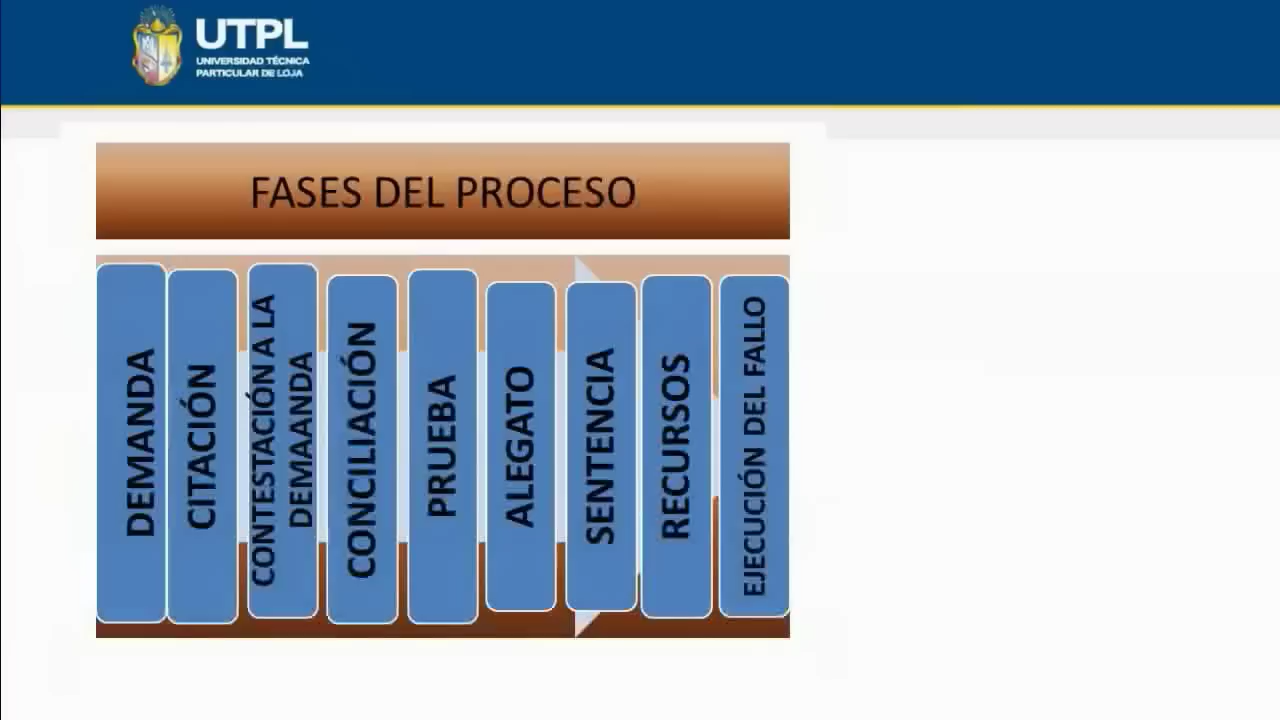 UTPL
UNIVERSIDAD TÉCNICA
PARTICULAR DE LOJA
FASES DEL PROCESO
DEMANDA
CITACIÓN
CONTESTACIÓN A LA
DEMAANDA
CONCILIACIÓN
PRUEBA
ALEGATO
SENTENCIA
RECURSOS
EJECUCIÓN DEL FALLO